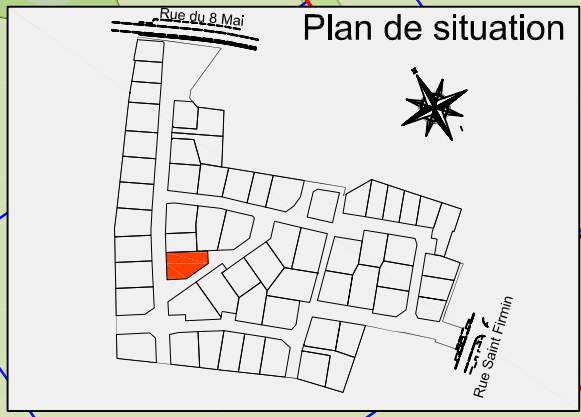 Rue du 8 Mai
Plan de situation
Rue Saint Firmin